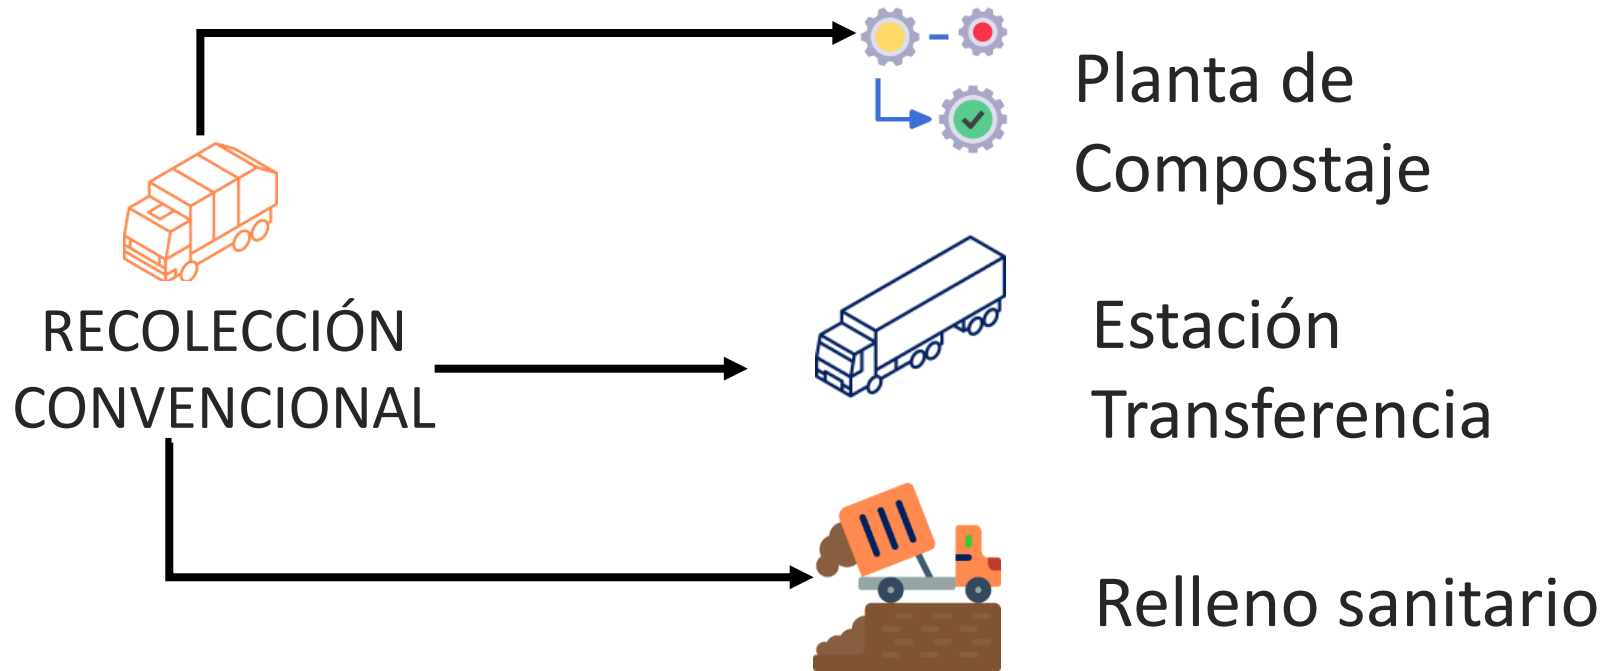 Planta de
Compostaje
RECOLECCIÓN
CONVENCIONAL
Estación
Transferencia
Relleno sanitario